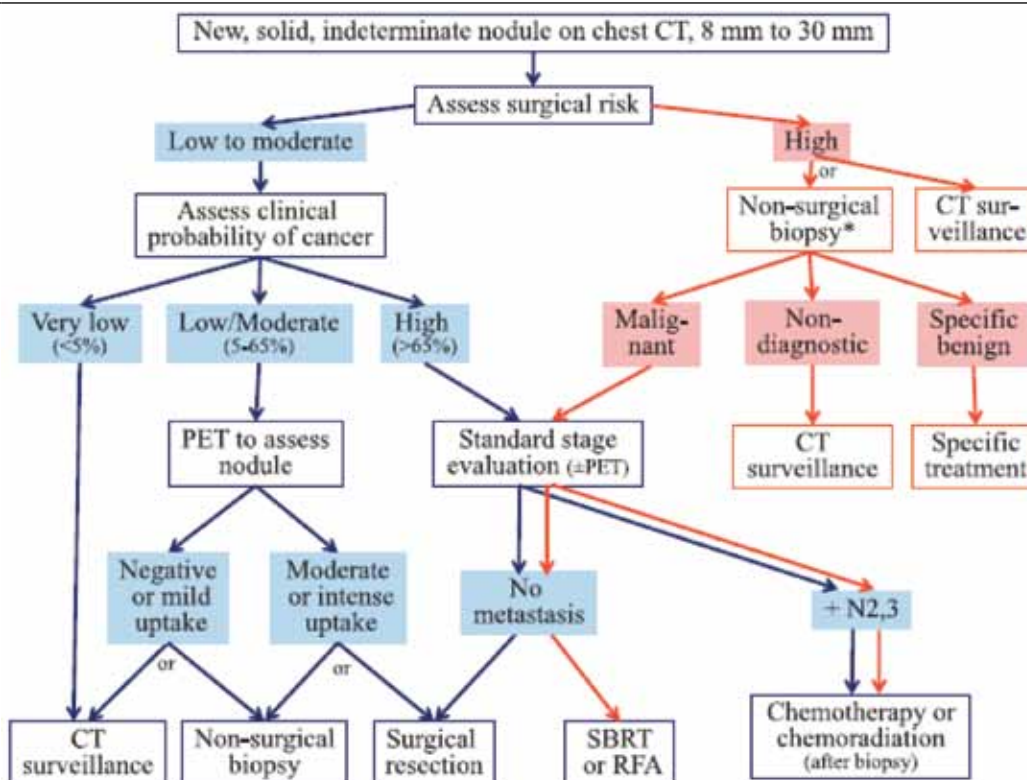 New, solid, indeterminate nodule on chest CT, 8 mm to 30 mm
Assess surgical risk
Low to moderate
High
or
Assess clinical
probability of cancer
Non-surgical
biopsy*
CT sur-
veillance
Very low
(<5%)
Low/Moderate
(5-65%)
High
(>65%)
Malig-
nant
Non-
diagnostic
Specific
benign
PET to assess
nodule
Standard stage
evaluation (±PET)
CT
surveillance
Specific
treatment
Negative
or mild
uptake
Moderate
or intense
uptake
No
metastasis
+ N2,3
or
or
CT
surveillance
Non-surgical
biopsy
Surgical
resection
SBRT
or RFA
Chemotherapy or
chemoradiation
(after biopsy)